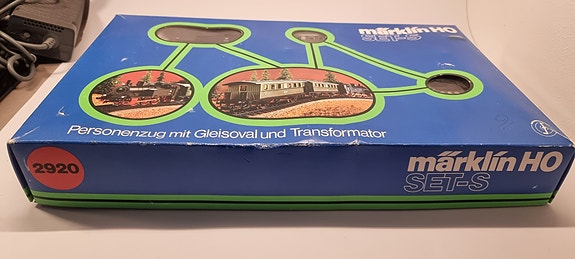 märklin HO
SET-S
Personenzug mit Gleisoval und Transformator
2920
märklin HO
SET-S